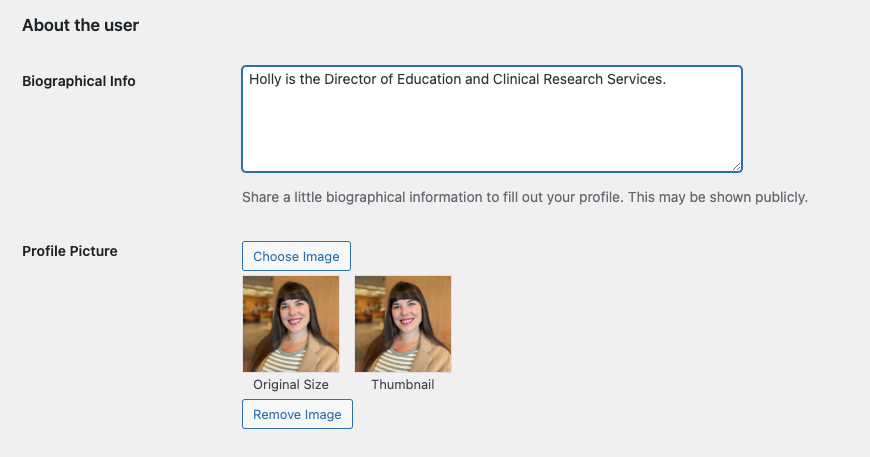 About the user
Biographical Info
Holly is the Director of Education and Clinical Research Services.
Share a little biographical information to fill out your profile. This may be shown publicly.
Profile Picture
Choose Image
Original Size
Thumbnail
Remove Image